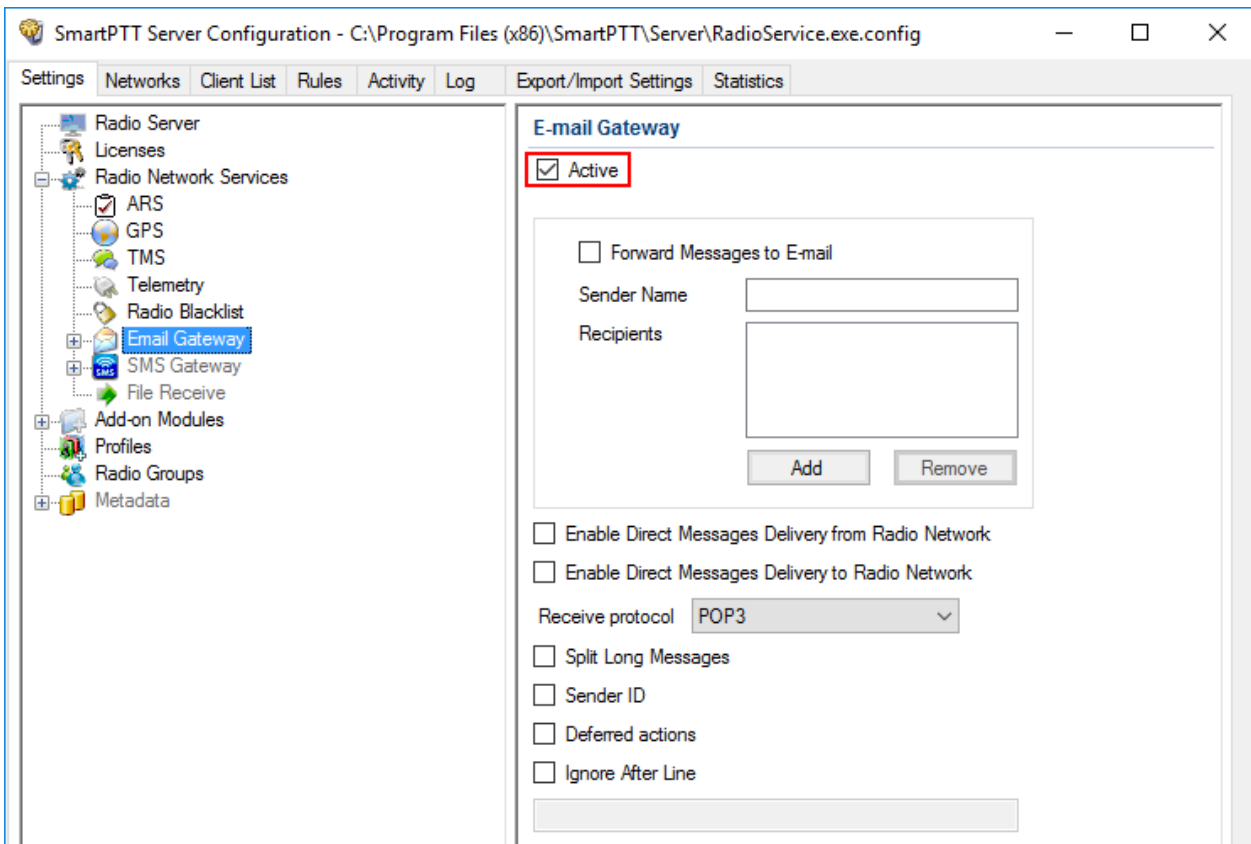 SmartPTT Server Configuration - C:\Program Files (x86)\SmartPTT\Server\RadioService.exe.config
Settings Networks Client List Rules Activity Log Export/Import Settings Statistics
Radio Server
Licenses
Radio Network Services
ARS
GPS
TMS
Telemetry
Radio Blacklist
Email Gateway
SMS
SMS Gateway
File Receive
Add-on Modules
Profiles
Radio Groups
Metadata
E-mail Gateway
Active
Forward Messages to E-mail
Sender Name
Recipients
Add Remove
Enable Direct Messages Delivery from Radio Network
Enable Direct Messages Delivery to Radio Network
Receive protocol POP3
Split Long Messages
Sender ID
Deferred actions
Ignore After Line